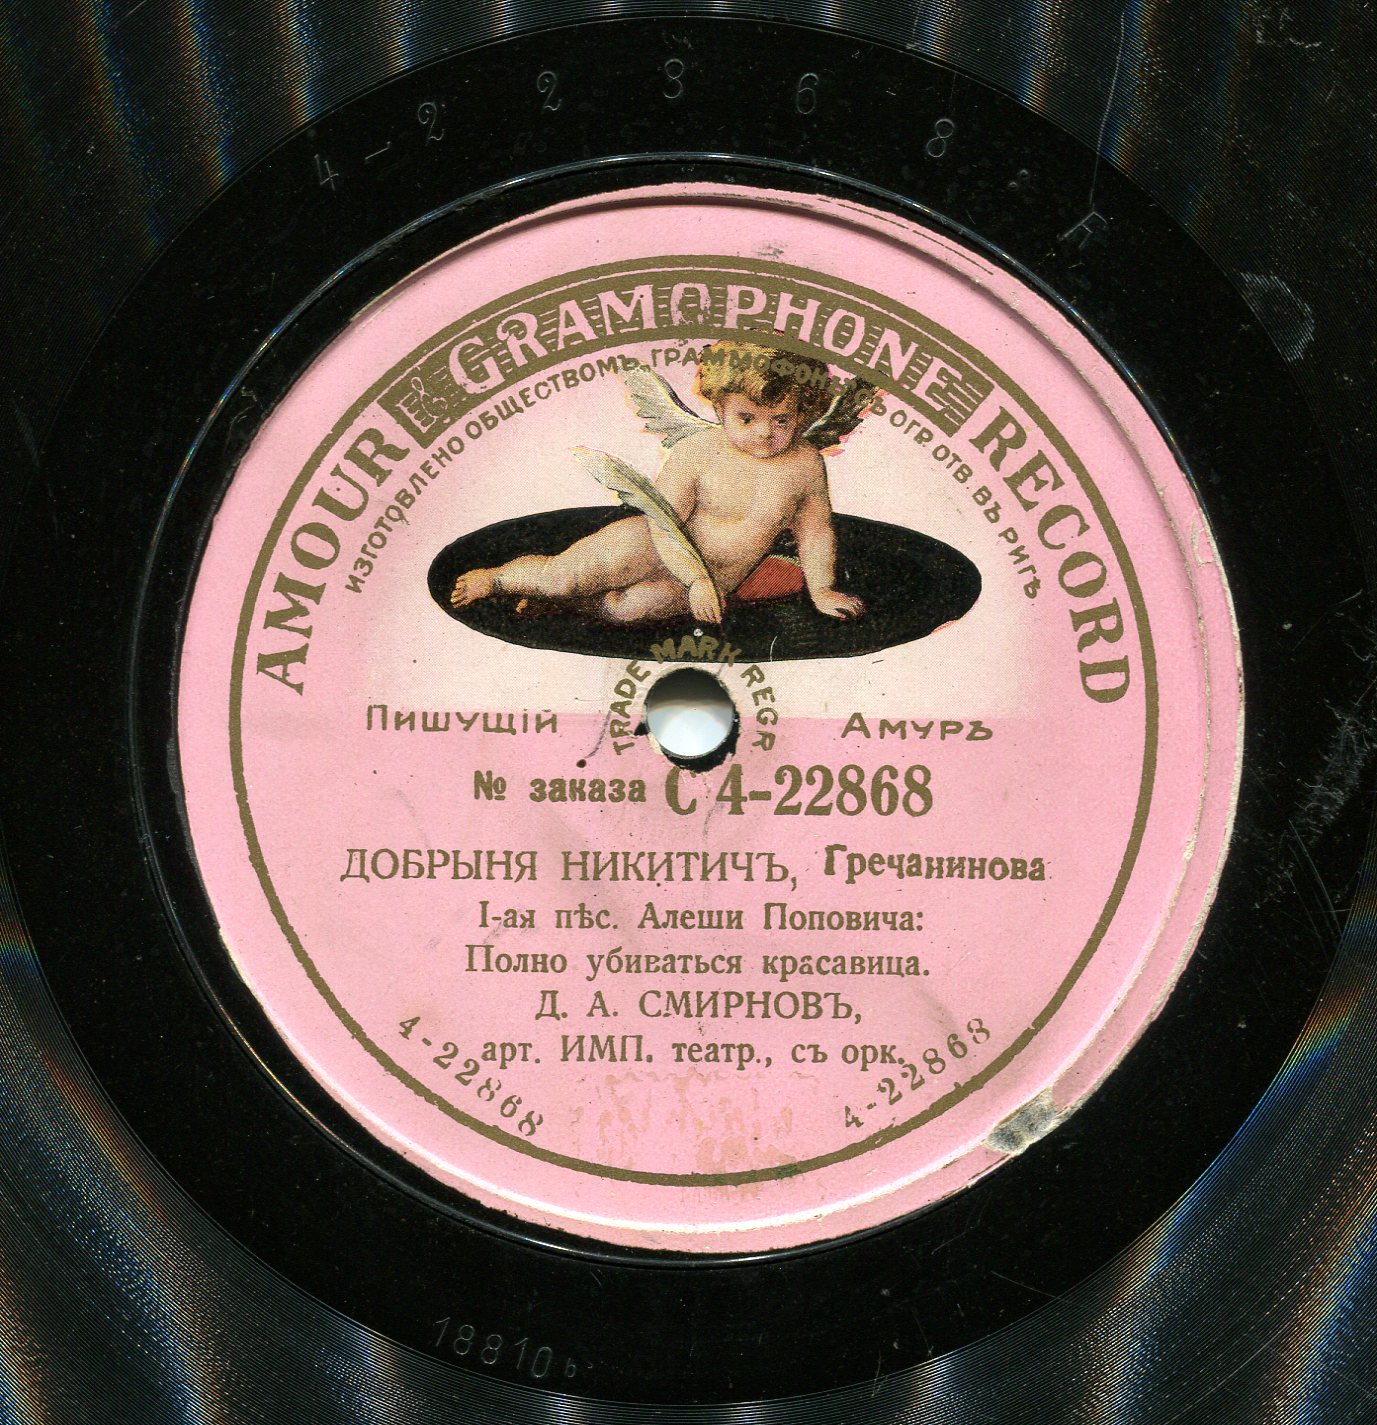 4-22868
AMOUR GRAMOPHONE RECORD
ИЗГОТОВЛЕНО ОБЩЕСТВОМЪ ГРАММОФОНЪ СЪ ОГР. ОТВ. ВЪ РИГѢ
TRADE MARK REGR
Пишущій Амуръ
№ заказа С 4-22868
ДОБРЫНЯ НИКИТИЧЪ, Гречанинова
I-ая пѣс. Алеши Поповича:
Полно убиваться красавица.
Д. А. СМИРНОВЪ,
арт. ИМП. театр., съ орк.
4-22868 4-22868
18810 b